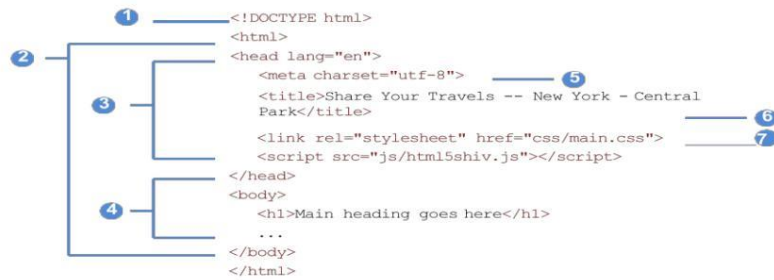 1 <!DOCTYPE html>
2 <html>
<head lang="en">
<meta charset="utf-8"> 5
3 <title>Share Your Travels -- New York - Central
Park</title> 6
<link rel="stylesheet" href="css/main.css"> 7
<script src="js/html5shiv.js"></script>
</head>
<body>
4 <h1>Main heading goes here</h1>
...
</body>
</html>